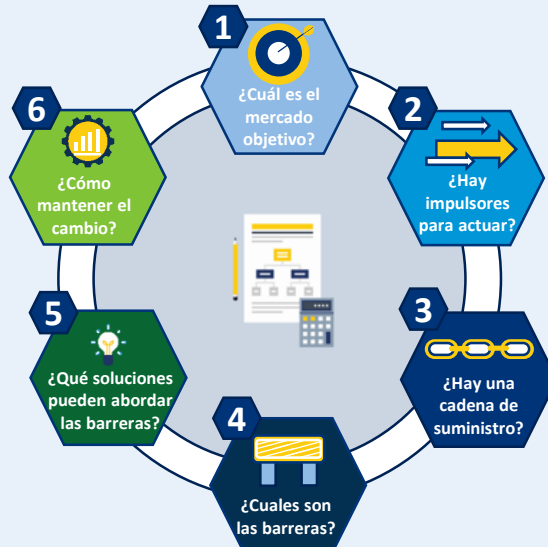 1
¿Cuál es el
mercado
objetivo?
2
¿Hay
impulsores
para actuar?
3
¿Hay una
cadena de
suministro?
4
¿Cuales son
las barreras?
5
¿Qué soluciones
pueden abordar
las barreras?
6
¿Cómo
mantener el
cambio?